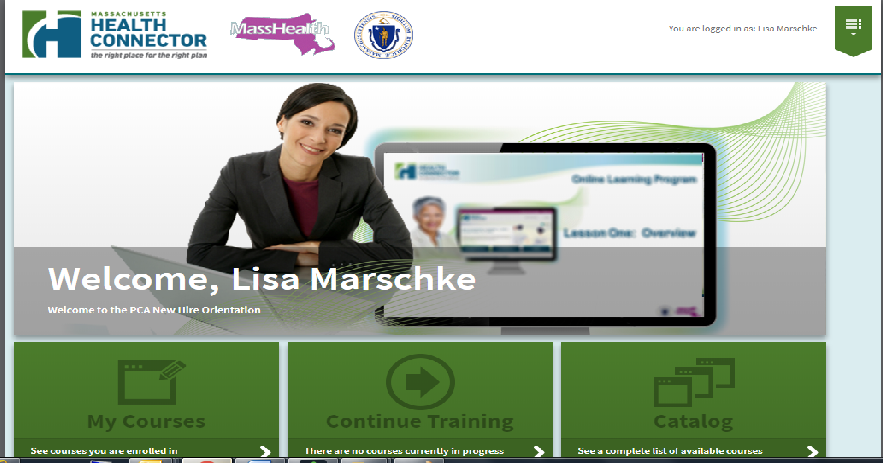 MASSACHUSETTS
HEALTH
CONNECTOR
the right place for the right plan
MassHealth
You are logged in as: Lisa Marschke
HEALTH
CONNECTOR
Online Learning Program
Lesson One: Overview
Welcome, Lisa Marschke
Welcome to the PCA New Hire Orientation
My Courses
Continue Training
Catalog
See courses you are enrolled in
There are no courses currently in progress
See a complete list of available courses